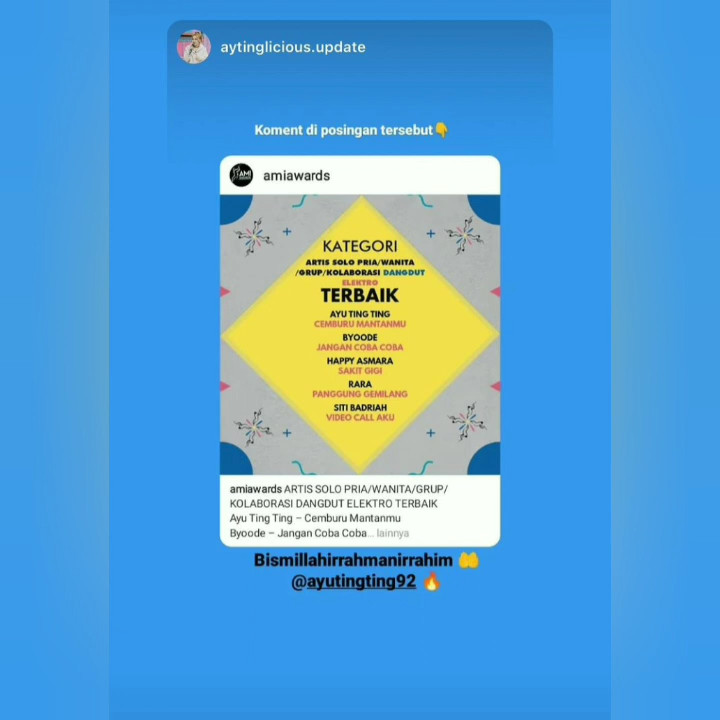 aytinglicious.update
Koment di posingan tersebut👇
AMI
amiawards
KATEGORI
ARTIS SOLO PRIA/WANITA
/GRUP/KOLABORASI DANGDUT
ELEKTRO
TERBAIK
AYU TING TING
CEMBURU MANTANMU
BYOODE
JANGAN COBA COBA
HAPPY ASMARA
SAKIT GIGI
RARA
PANGGUNG GEMILANG
SITI BADRIAH
VIDEO CALL AKU
amiawards ARTIS SOLO PRIA/WANITA/GRUP/
KOLABORASI DANGDUT ELEKTRO TERBAIK
Ayu Ting Ting – Cemburu Mantanmu
Byoode – Jangan Coba Coba... lainnya
Bismillahirrahmanirrahim 🤲
@ayutingting92 🔥